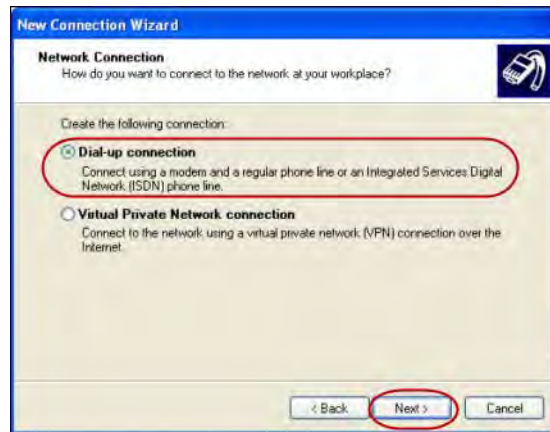 New Connection Wizard
Network Connection
How do you want to connect to the network at your workplace?
Create the following connection:
Dial-up connection
Connect using a modem and a regular phone line or an Integrated Services Digital
Network (ISDN) phone line.
Virtual Private Network connection
Connect to the network using a virtual private network (VPN) connection over the
Internet.
< Back Next > Cancel